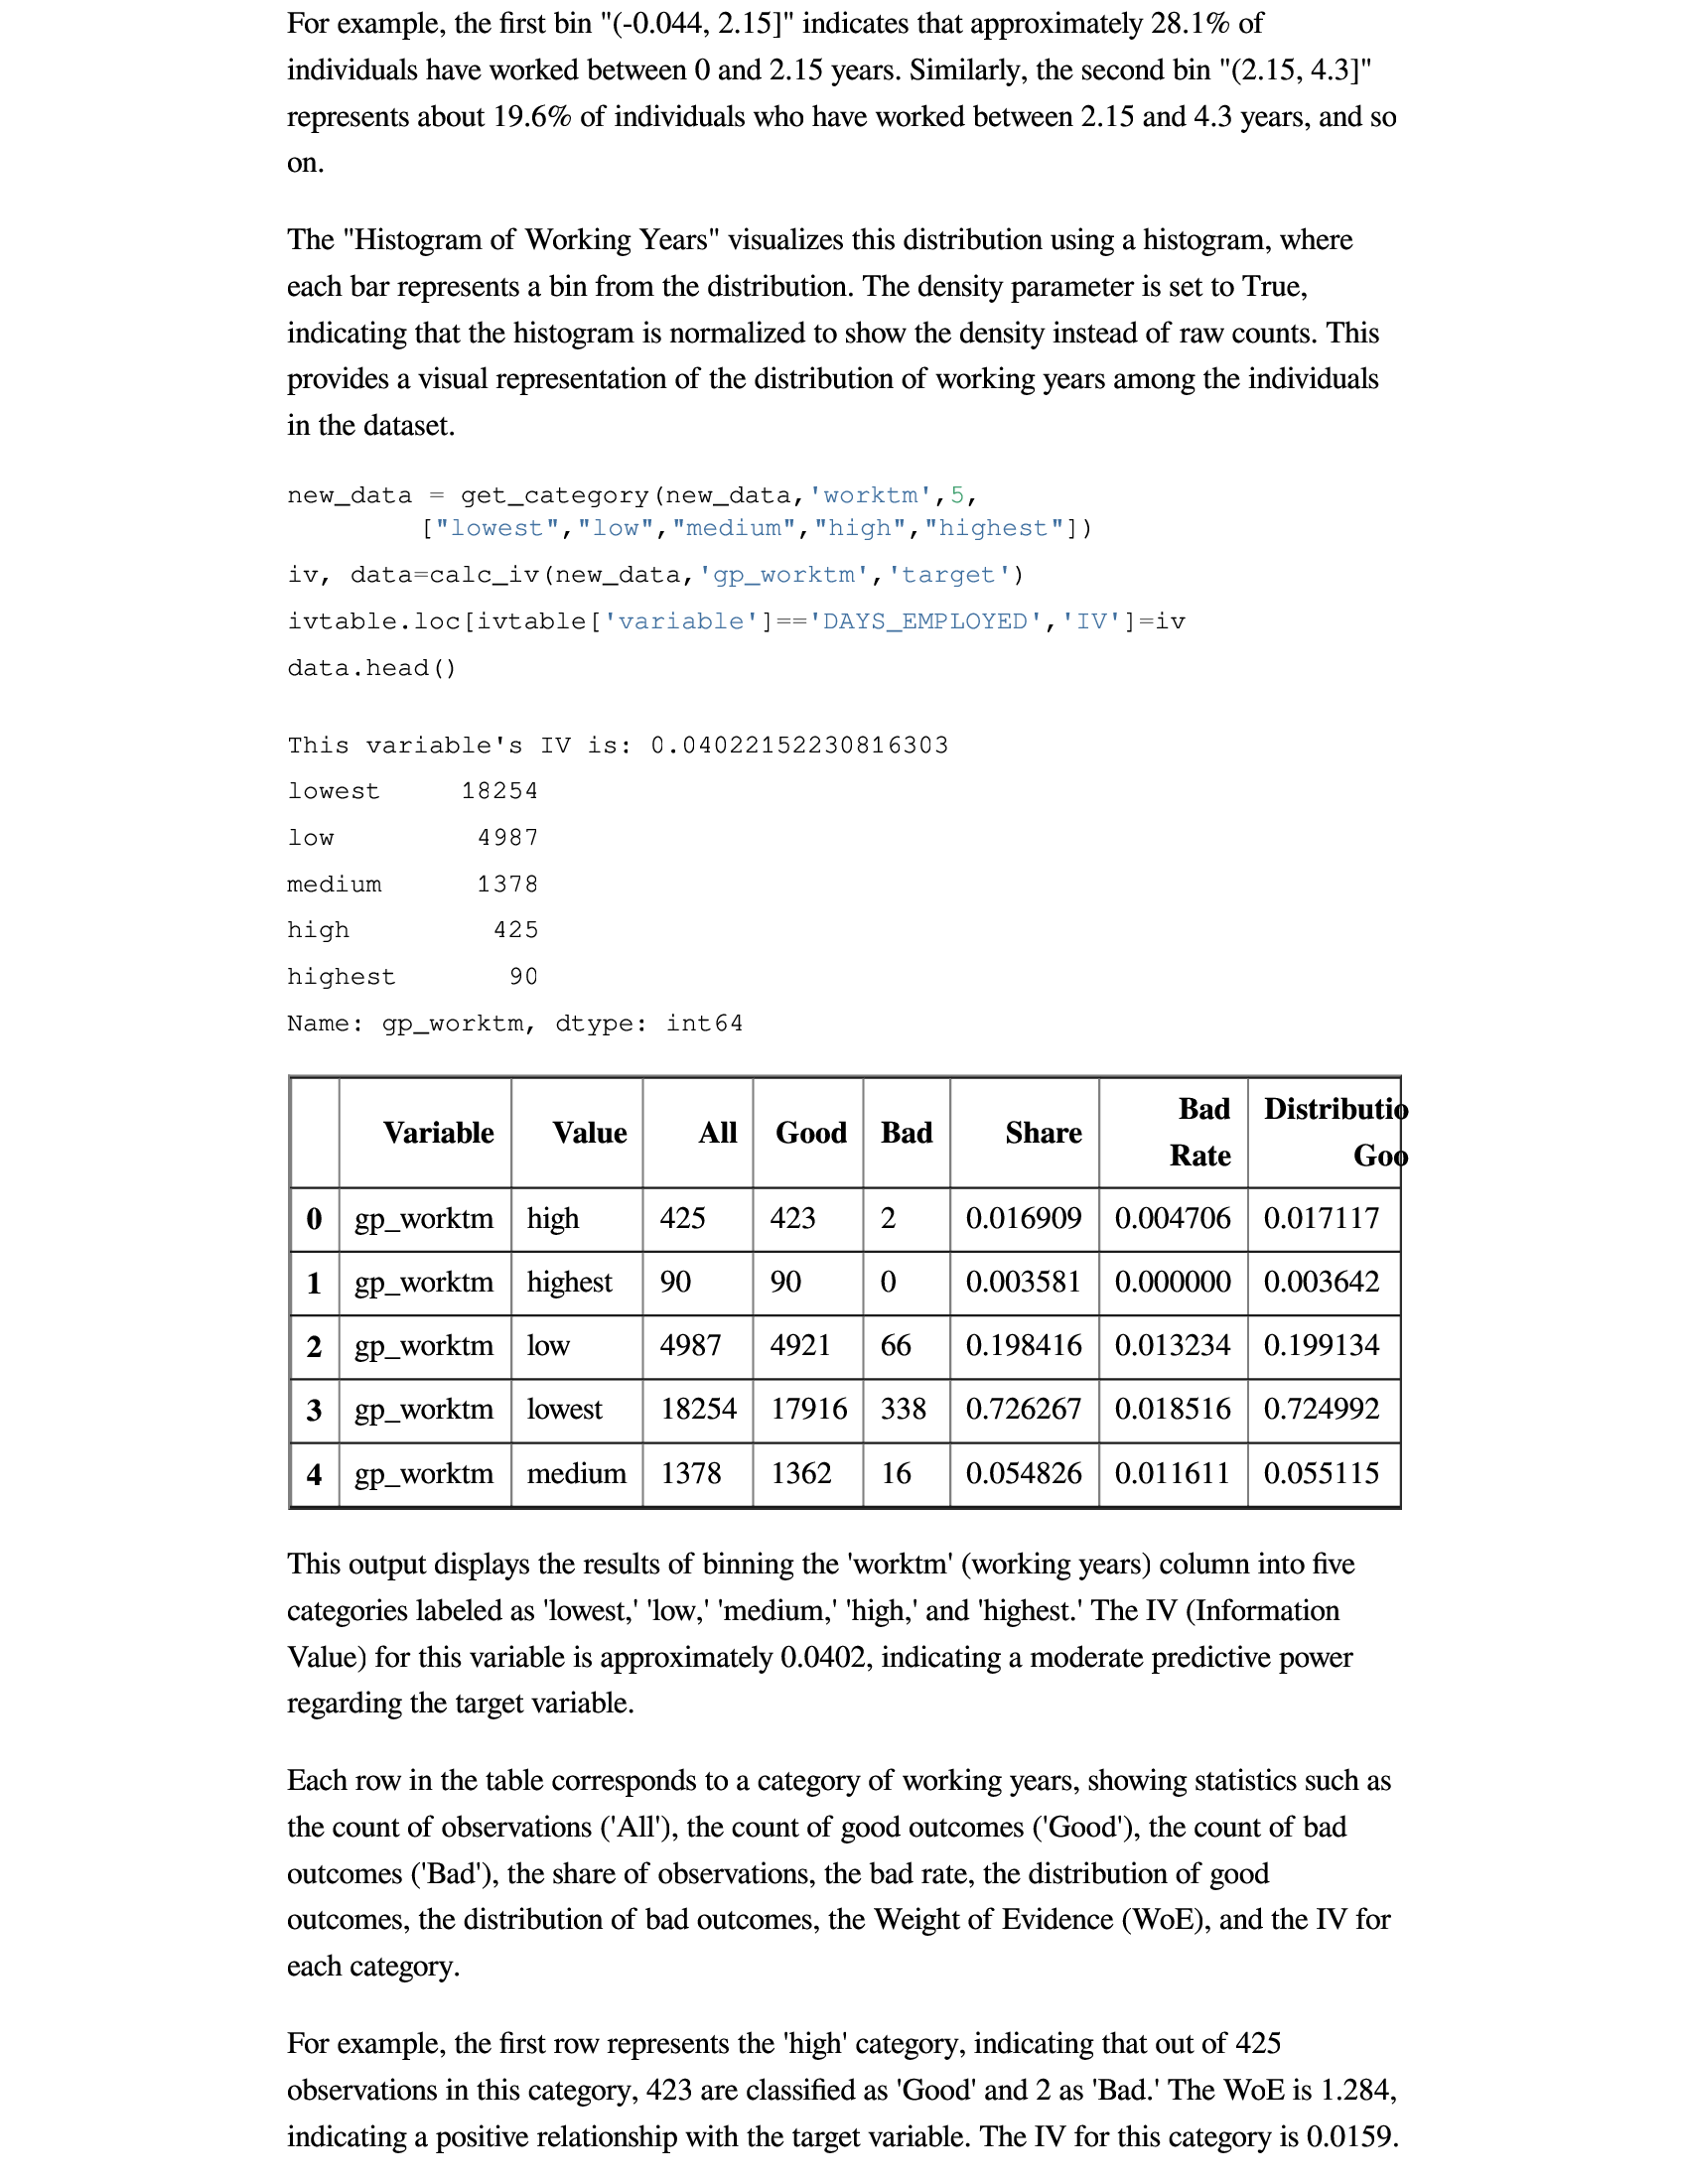 For example, the first bin "(-0.044, 2.15]" indicates that approximately 28.1% of
individuals have worked between 0 and 2.15 years. Similarly, the second bin "(2.15, 4.3]"
represents about 19.6% of individuals who have worked between 2.15 and 4.3 years, and so
on.
The "Histogram of Working Years" visualizes this distribution using a histogram, where
each bar represents a bin from the distribution. The density parameter is set to True,
indicating that the histogram is normalized to show the density instead of raw counts. This
provides a visual representation of the distribution of working years among the individuals
in the dataset.
new_data = get_category(new_data,'worktm',5,
["lowest","low","medium","high","highest"])
iv, data=calc_iv(new_data,'gp_worktm','target')
ivtable.loc[ivtable['variable']=='DAYS_EMPLOYED','IV']=iv
data.head()
This variable's IV is: 0.04022152230816303
lowest 18254
low 4987
medium 1378
high 425
highest 90
Name: gp_worktm, dtype: int64
Variable Value All Good Bad Share Bad Rate Distributio Goo
0 gp_worktm high 425 423 2 0.016909 0.004706 0.017117
1 gp_worktm highest 90 90 0 0.003581 0.000000 0.003642
2 gp_worktm low 4987 4921 66 0.198416 0.013234 0.199134
3 gp_worktm lowest 18254 17916 338 0.726267 0.018516 0.724992
4 gp_worktm medium 1378 1362 16 0.054826 0.011611 0.055115
This output displays the results of binning the 'worktm' (working years) column into five
categories labeled as 'lowest,' 'low,' 'medium,' 'high,' and 'highest.' The IV (Information
Value) for this variable is approximately 0.0402, indicating a moderate predictive power
regarding the target variable.
Each row in the table corresponds to a category of working years, showing statistics such as
the count of observations ('All'), the count of good outcomes ('Good'), the count of bad
outcomes ('Bad'), the share of observations, the bad rate, the distribution of good
outcomes, the distribution of bad outcomes, the Weight of Evidence (WoE), and the IV for
each category.
For example, the first row represents the 'high' category, indicating that out of 425
observations in this category, 423 are classified as 'Good' and 2 as 'Bad.' The WoE is 1.284,
indicating a positive relationship with the target variable. The IV for this category is 0.0159.